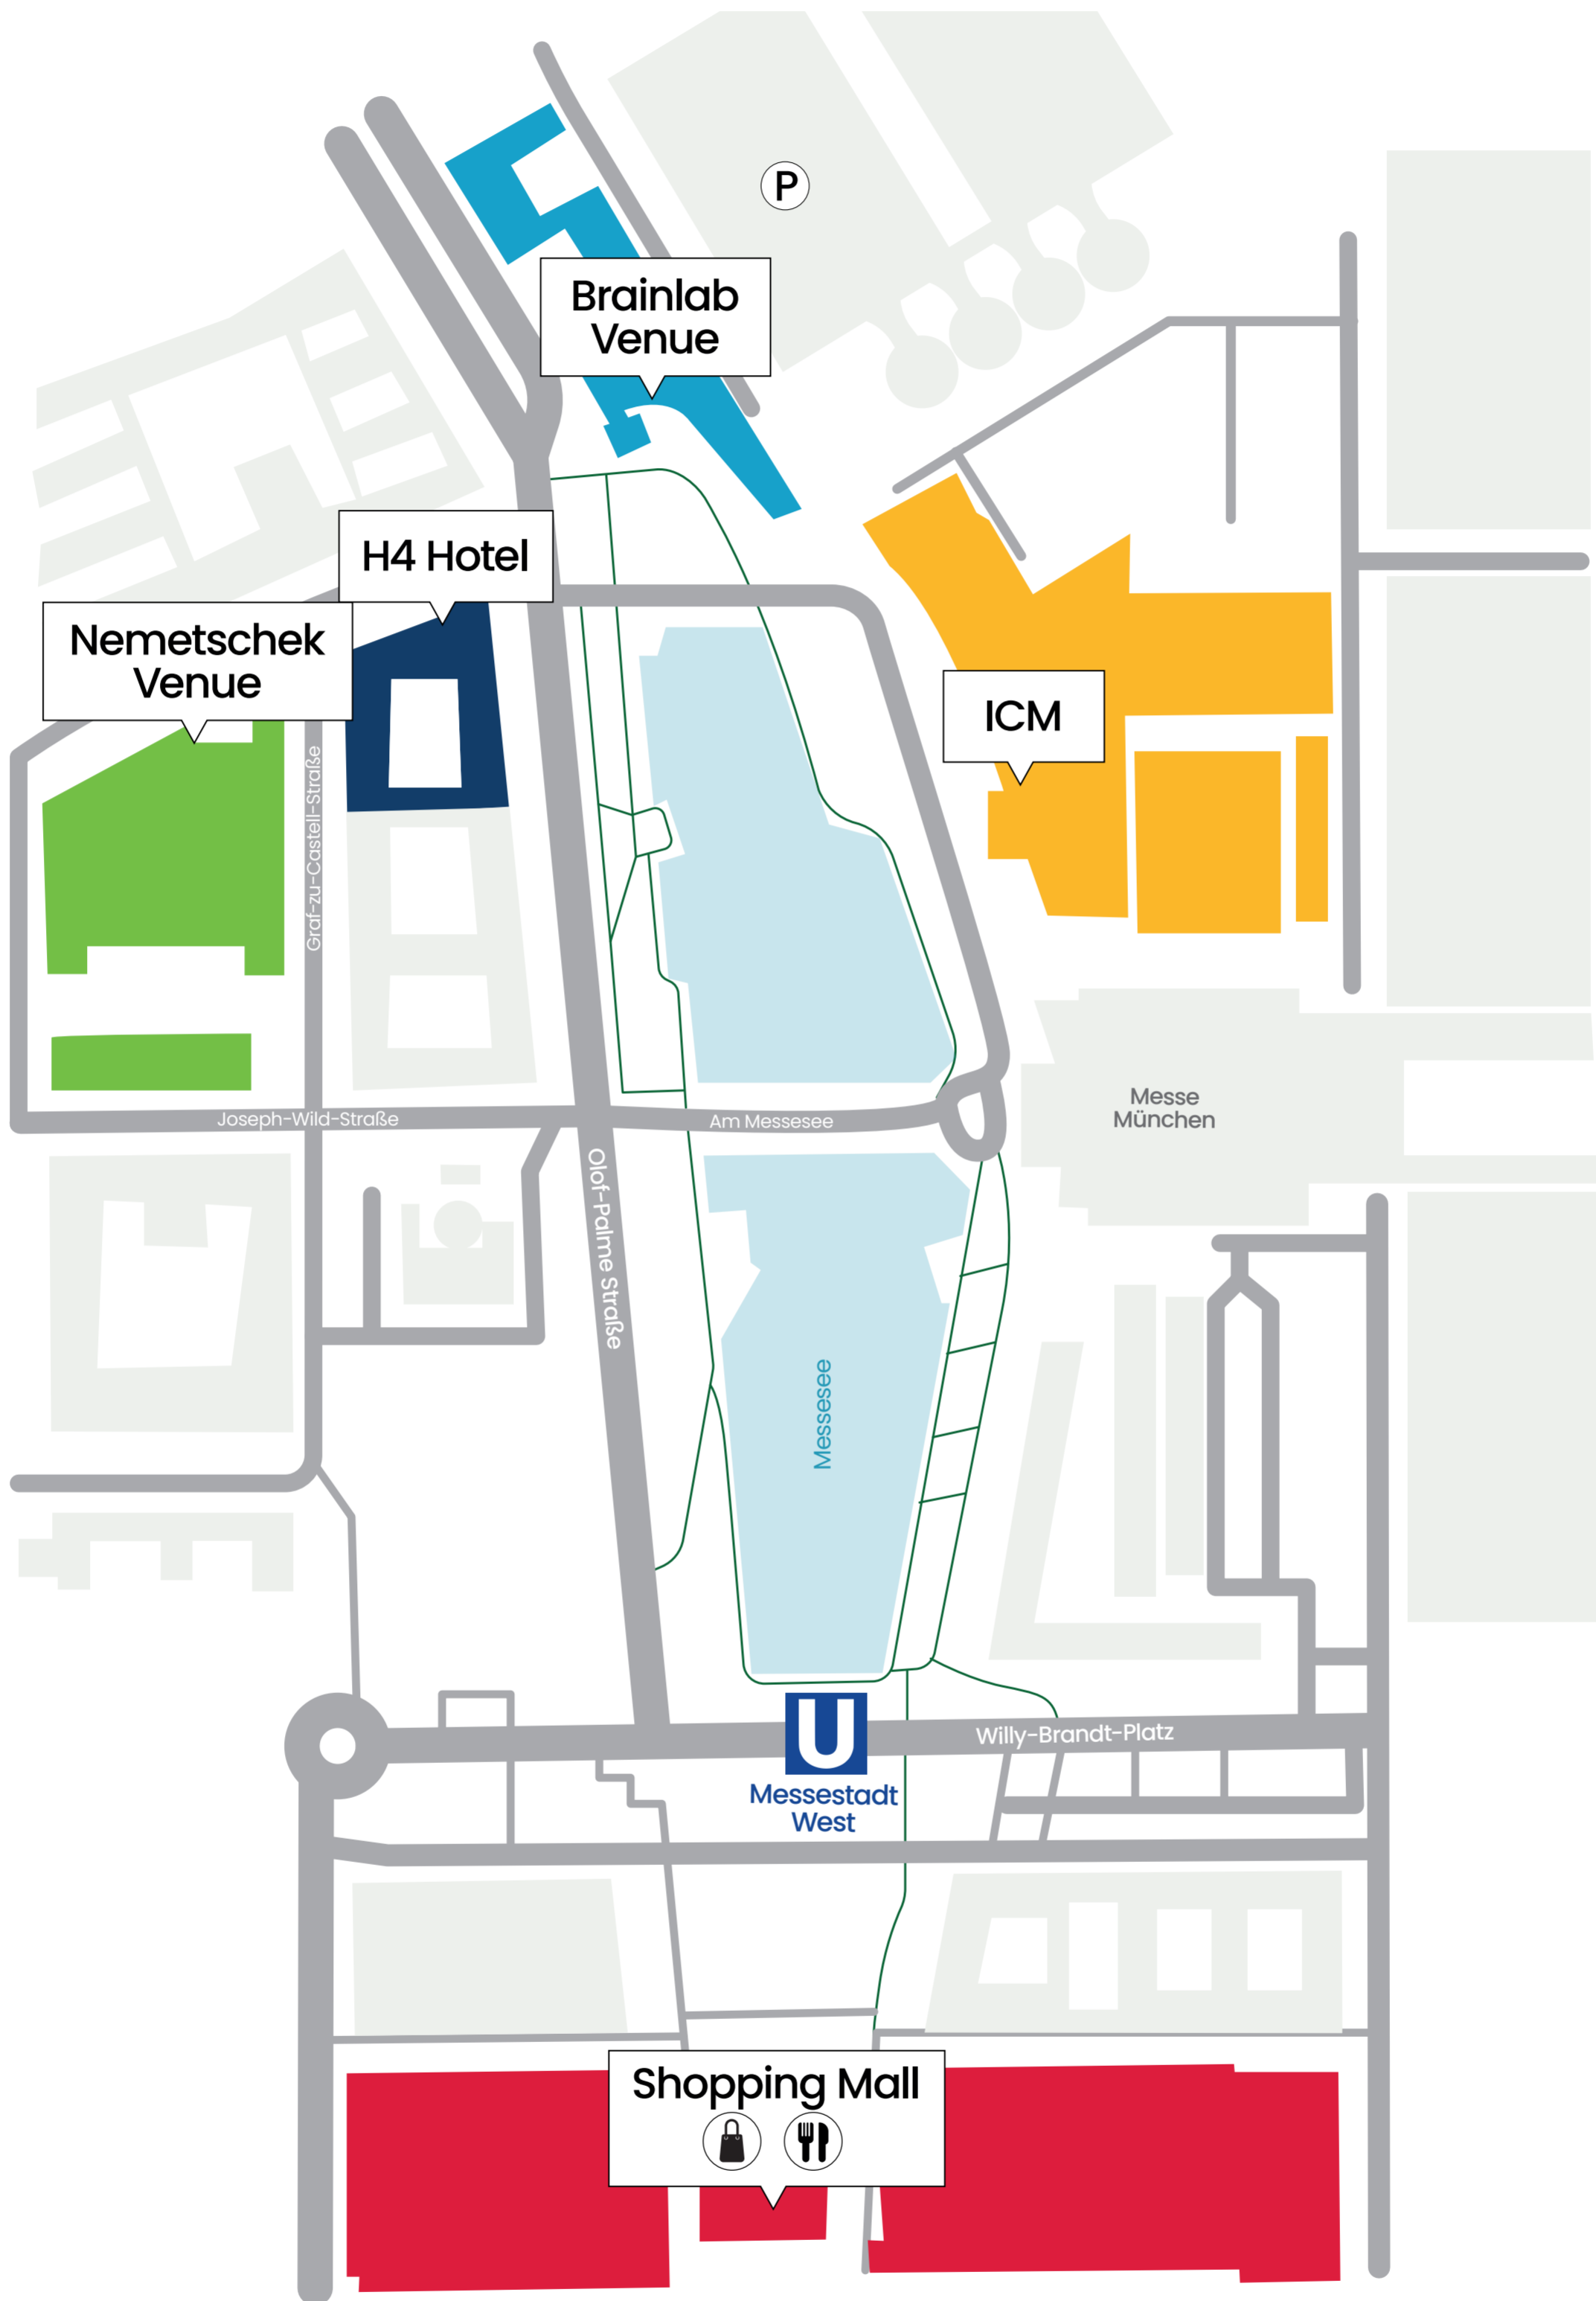 P
Brainlab
Venue
H4 Hotel
Nemetschek
Venue
ICM
Graf-zu-Castell-Straße
Messe
München
Joseph-Wild-Straße
Am Messesee
Olof-Palme Straße
Messesee
U
Willy-Brandt-Platz
Messestadt
West
Shopping Mall